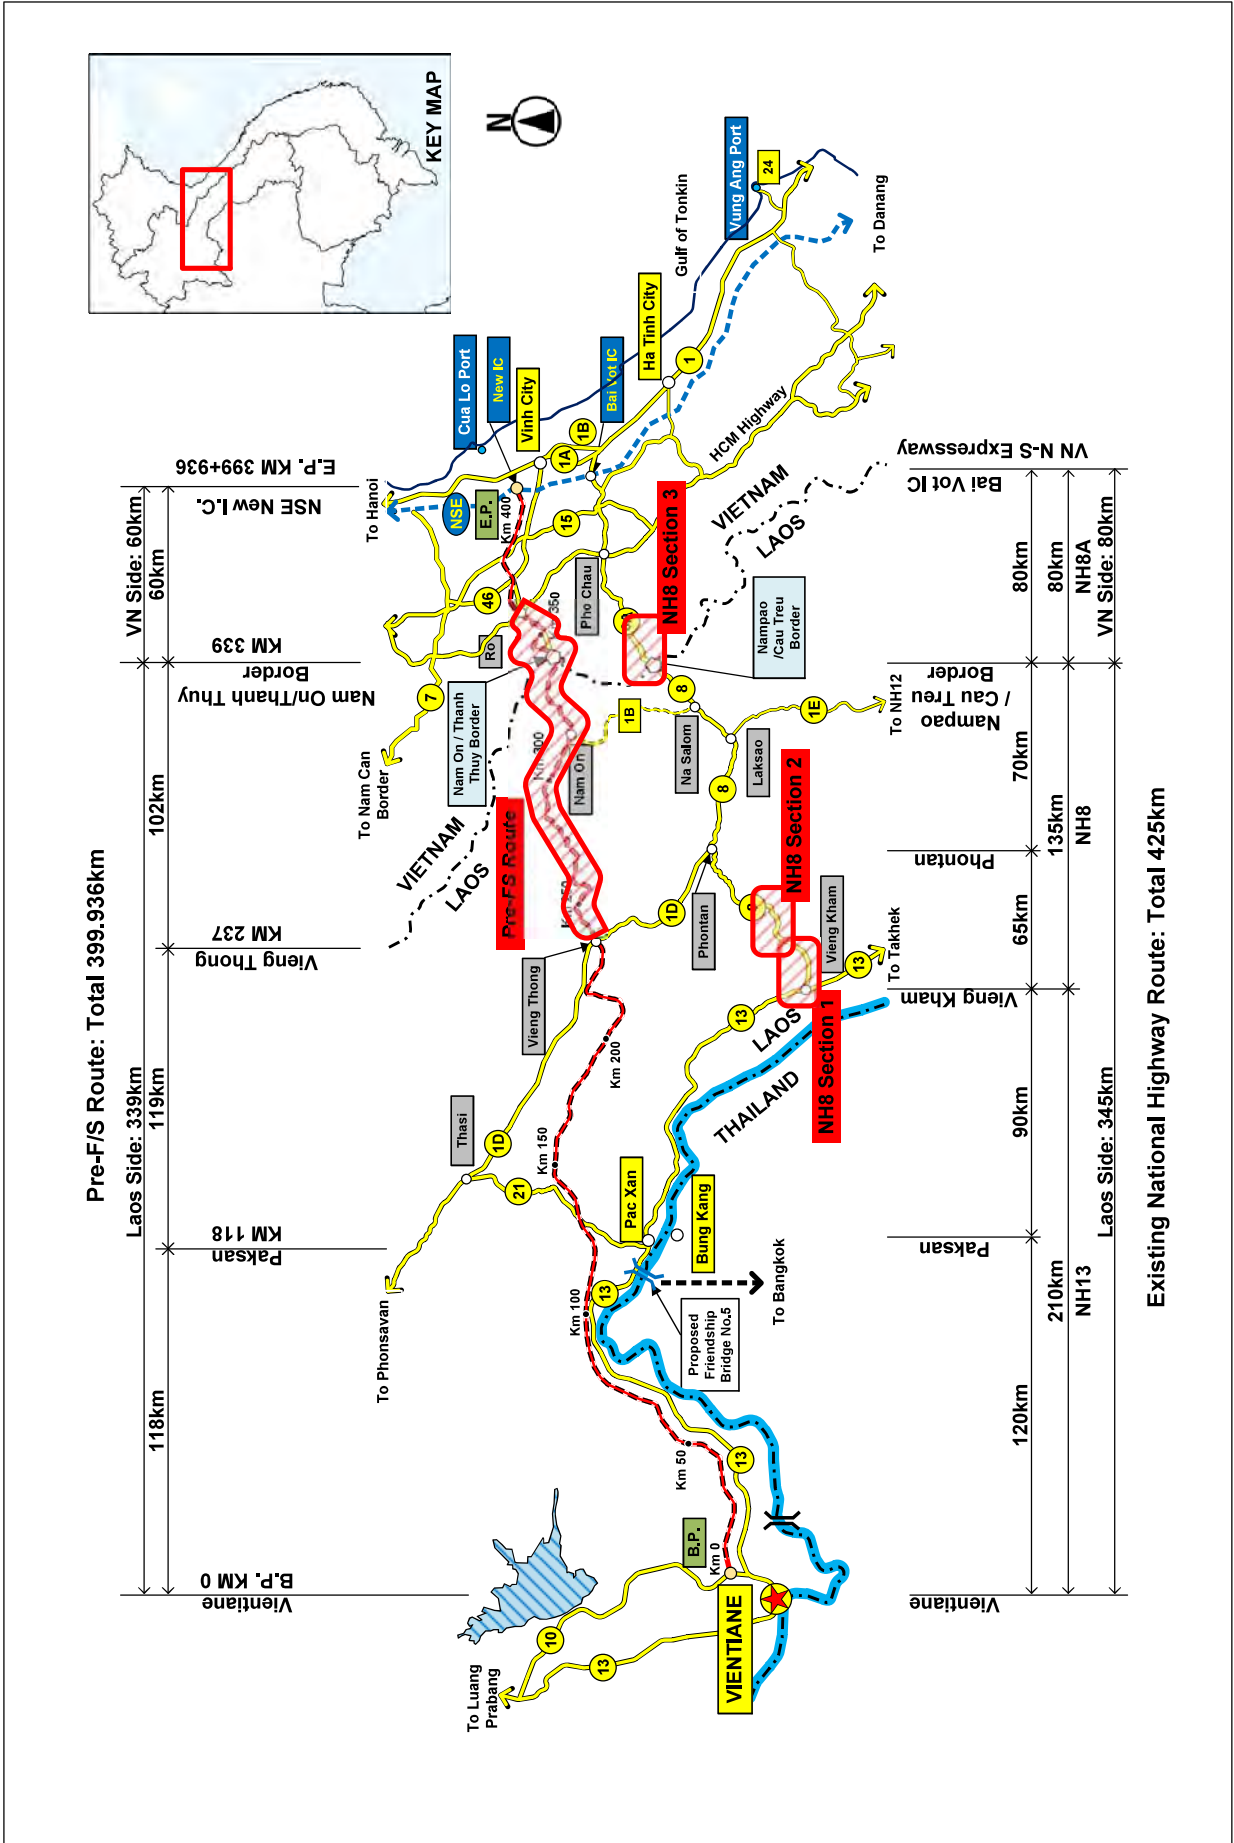 KEY MAP
N
Pre-F/S Route: Total 399.936km
Laos Side: 339km
VN Side: 60km
118km
119km
102km
60km
Vientiane
B.P. KM 0
Paksan
KM 118
Vieng Thong
KM 237
Nam On/Thanh Thuy
Border
KM 339
NSE New I.C.
E.P. KM 399+936
To Luang
Prabang
To Phonsavan
To Nam Can
Border
To Hanoi
10
13
VIENTIANE
B.P.
Km 0
Km 50
13
Km 100
13
Proposed
Friendship
Bridge No.5
To Bangkok
Pac Xan
Bung Kang
21
Km 150
Thasi
1D
Km 200
Vieng Thong
THAILAND
LAOS
13
NH8 Section 1
Vieng Kham
13
To Takhek
NH8 Section 2
Phontan
1D
8
Laksao
Na Salom
8
1E
To NH12
1B
Pre-FS Route
Nam On
VIETNAM
LAOS
Nam On / Thanh
Thuy Border
7
Ro
46
350
Pho Chau
NH8 Section 3
Nampao
/Cau Treu
Border
VIETNAM
LAOS
15
NSE
E.P.
Km 400
1A
1B
Cua Lo Port
New IC
Vinh City
Bai Vot IC
Ha Tinh City
1
HCM Highway
Gulf of Tonkin
Vung Ang Port
24
To Danang
Vientiane
Paksan
Vieng Kham
Phontan
Nampao
/ Cau Treu
Border
Bai Vot IC
VN N-S Expressway
120km
90km
65km
70km
80km
210km
135km
80km
NH13
NH8
NH8A
Laos Side: 345km
VN Side: 80km
Existing National Highway Route: Total 425km